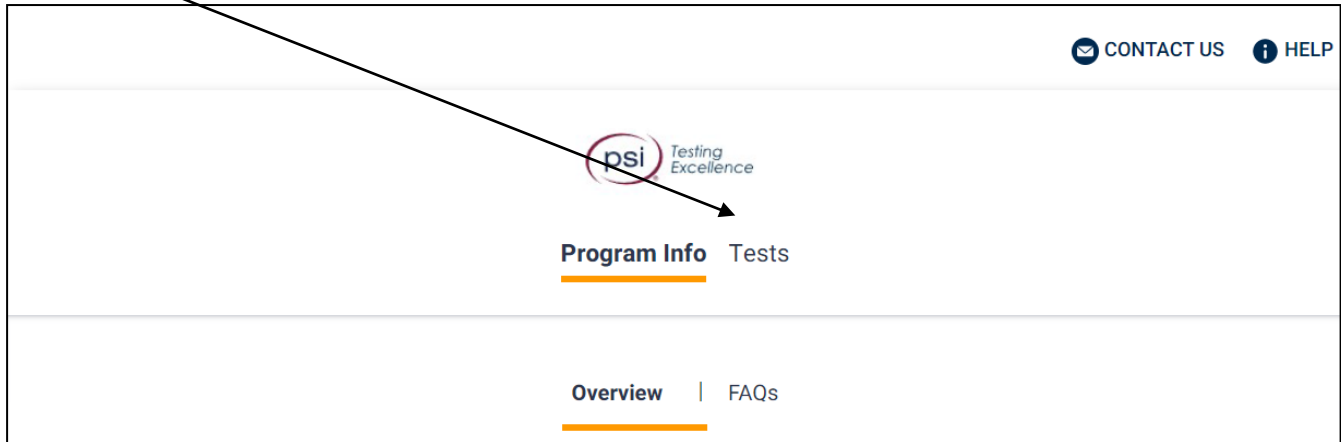 CONTACT US HELP
psi Testing
Excellence
Program Info Tests
Overview | FAQs